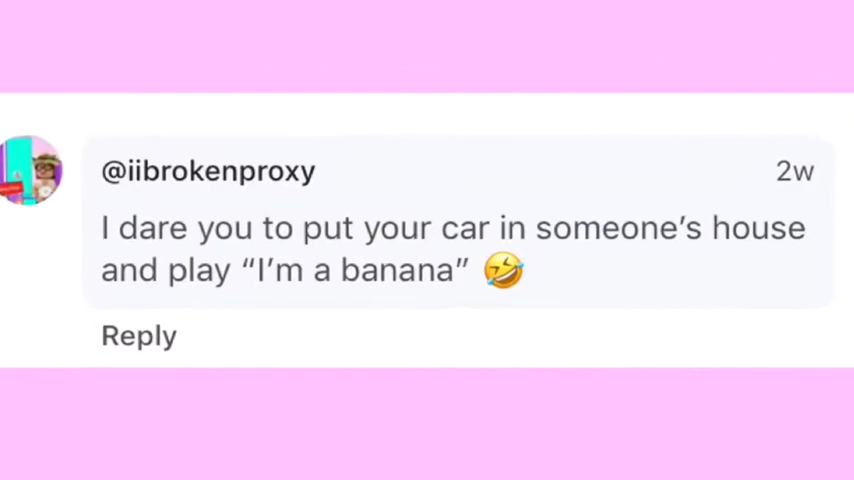 @iibrokenproxy 2w
I dare you to put your car in someone’s house
and play “I’m a banana” 🤣
Reply